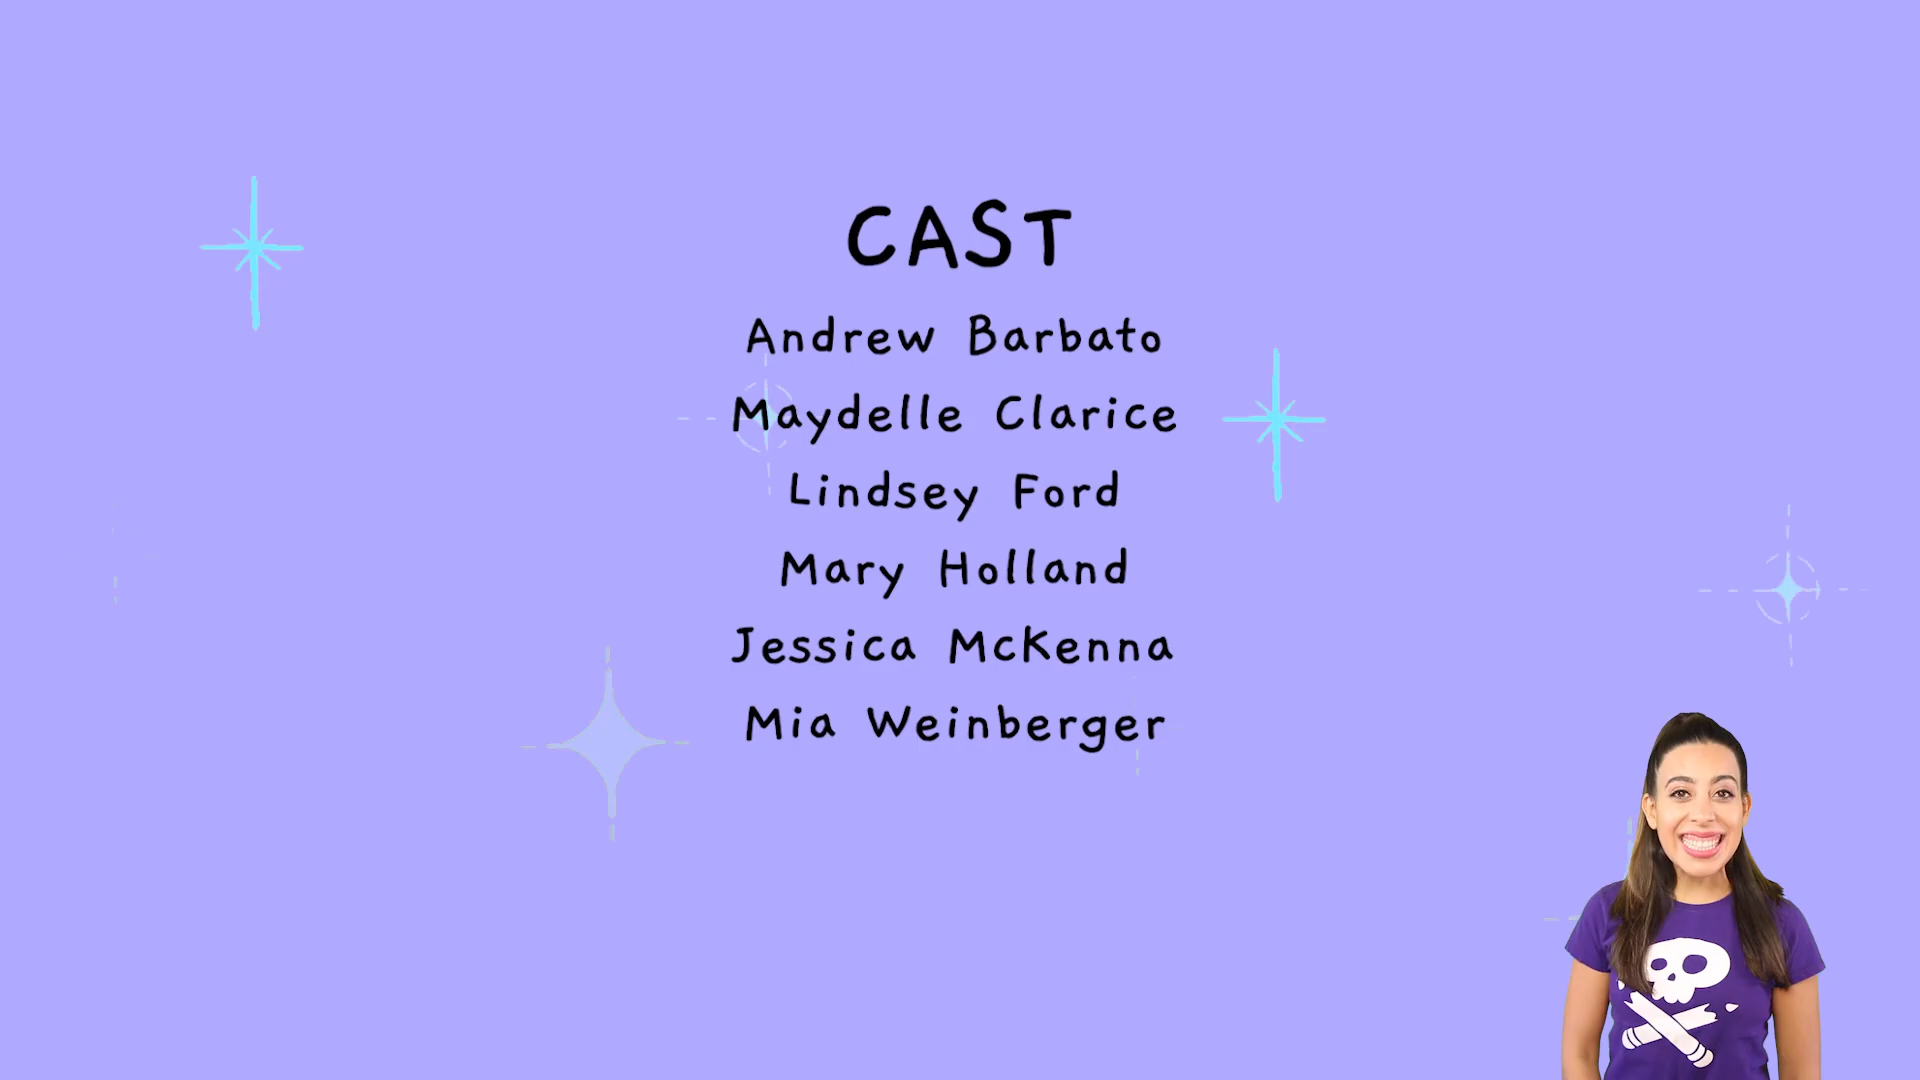 CAST
Andrew Barbato
Maydelle Clarice
Lindsey Ford
Mary Holland
Jessica McKenna
Mia Weinberger